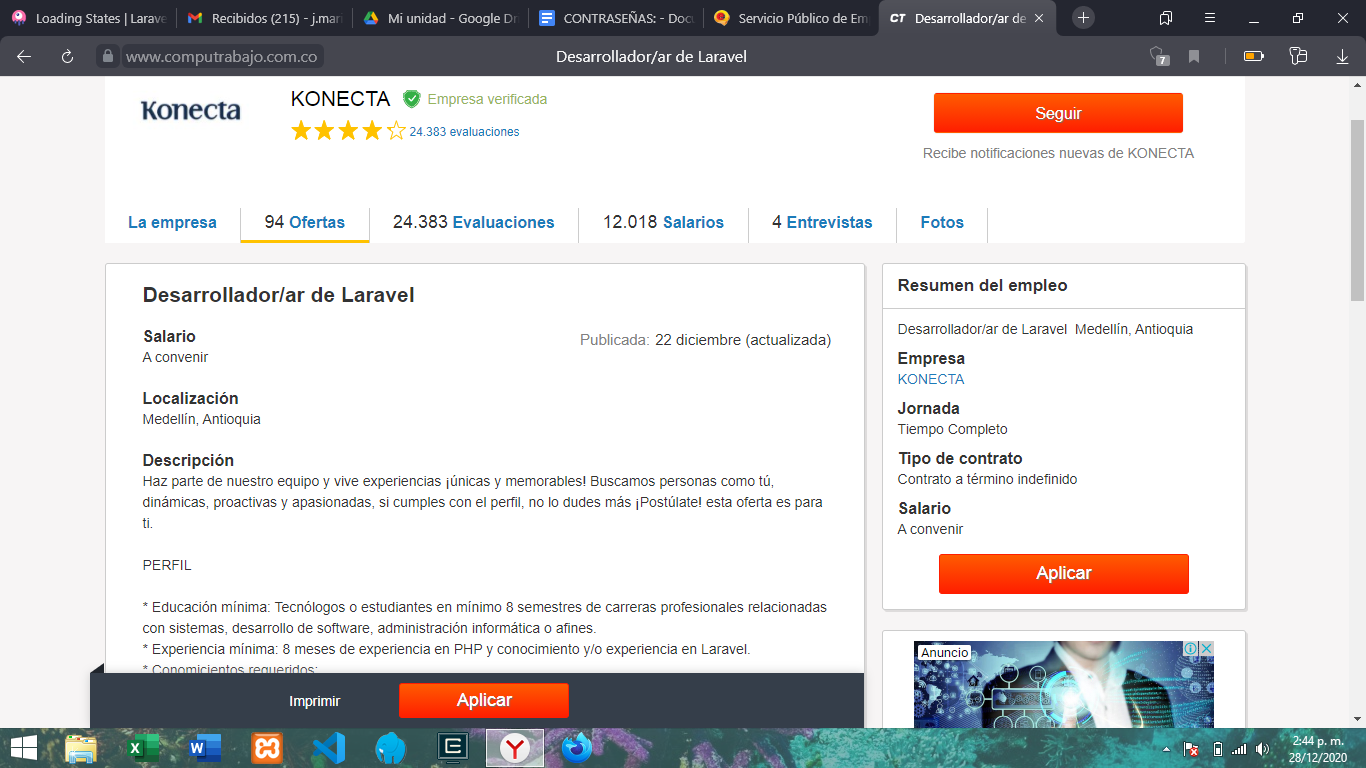 Loading States | Larave
Recibidos (215) - j.mari
Mi unidad - Google Dr
CONTRASEÑAS: - Docu
Servicio Público de Em
CT Desarrollador/ar de
www.computrabajo.com.co
Desarrollador/ar de Laravel
7
Konecta
KONECTA
Empresa verificada
24.383 evaluaciones
Seguir
Recibe notificaciones nuevas de KONECTA
La empresa
94 Ofertas
24.383 Evaluaciones
12.018 Salarios
4 Entrevistas
Fotos
Desarrollador/ar de Laravel
Salario
A convenir
Publicada: 22 diciembre (actualizada)
Localización
Medellín, Antioquia
Descripción
Haz parte de nuestro equipo y vive experiencias ¡únicas y memorables! Buscamos personas como tú,
dinámicas, proactivas y apasionadas, si cumples con el perfil, no lo dudes más ¡Postúlate! esta oferta es para
ti.
PERFIL
* Educación mínima: Tecnólogos o estudiantes en mínimo 8 semestres de carreras profesionales relacionadas
con sistemas, desarrollo de software, administración informática o afines.
* Experiencia mínima: 8 meses de experiencia en PHP y conocimiento y/o experiencia en Laravel.
* Conomicientos requeridos:
Imprimir
Aplicar
Resumen del empleo
Desarrollador/ar de Laravel Medellín, Antioquia
Empresa
KONECTA
Jornada
Tiempo Completo
Tipo de contrato
Contrato a término indefinido
Salario
A convenir
Aplicar
Anuncio
2:44 p. m.
28/12/2020